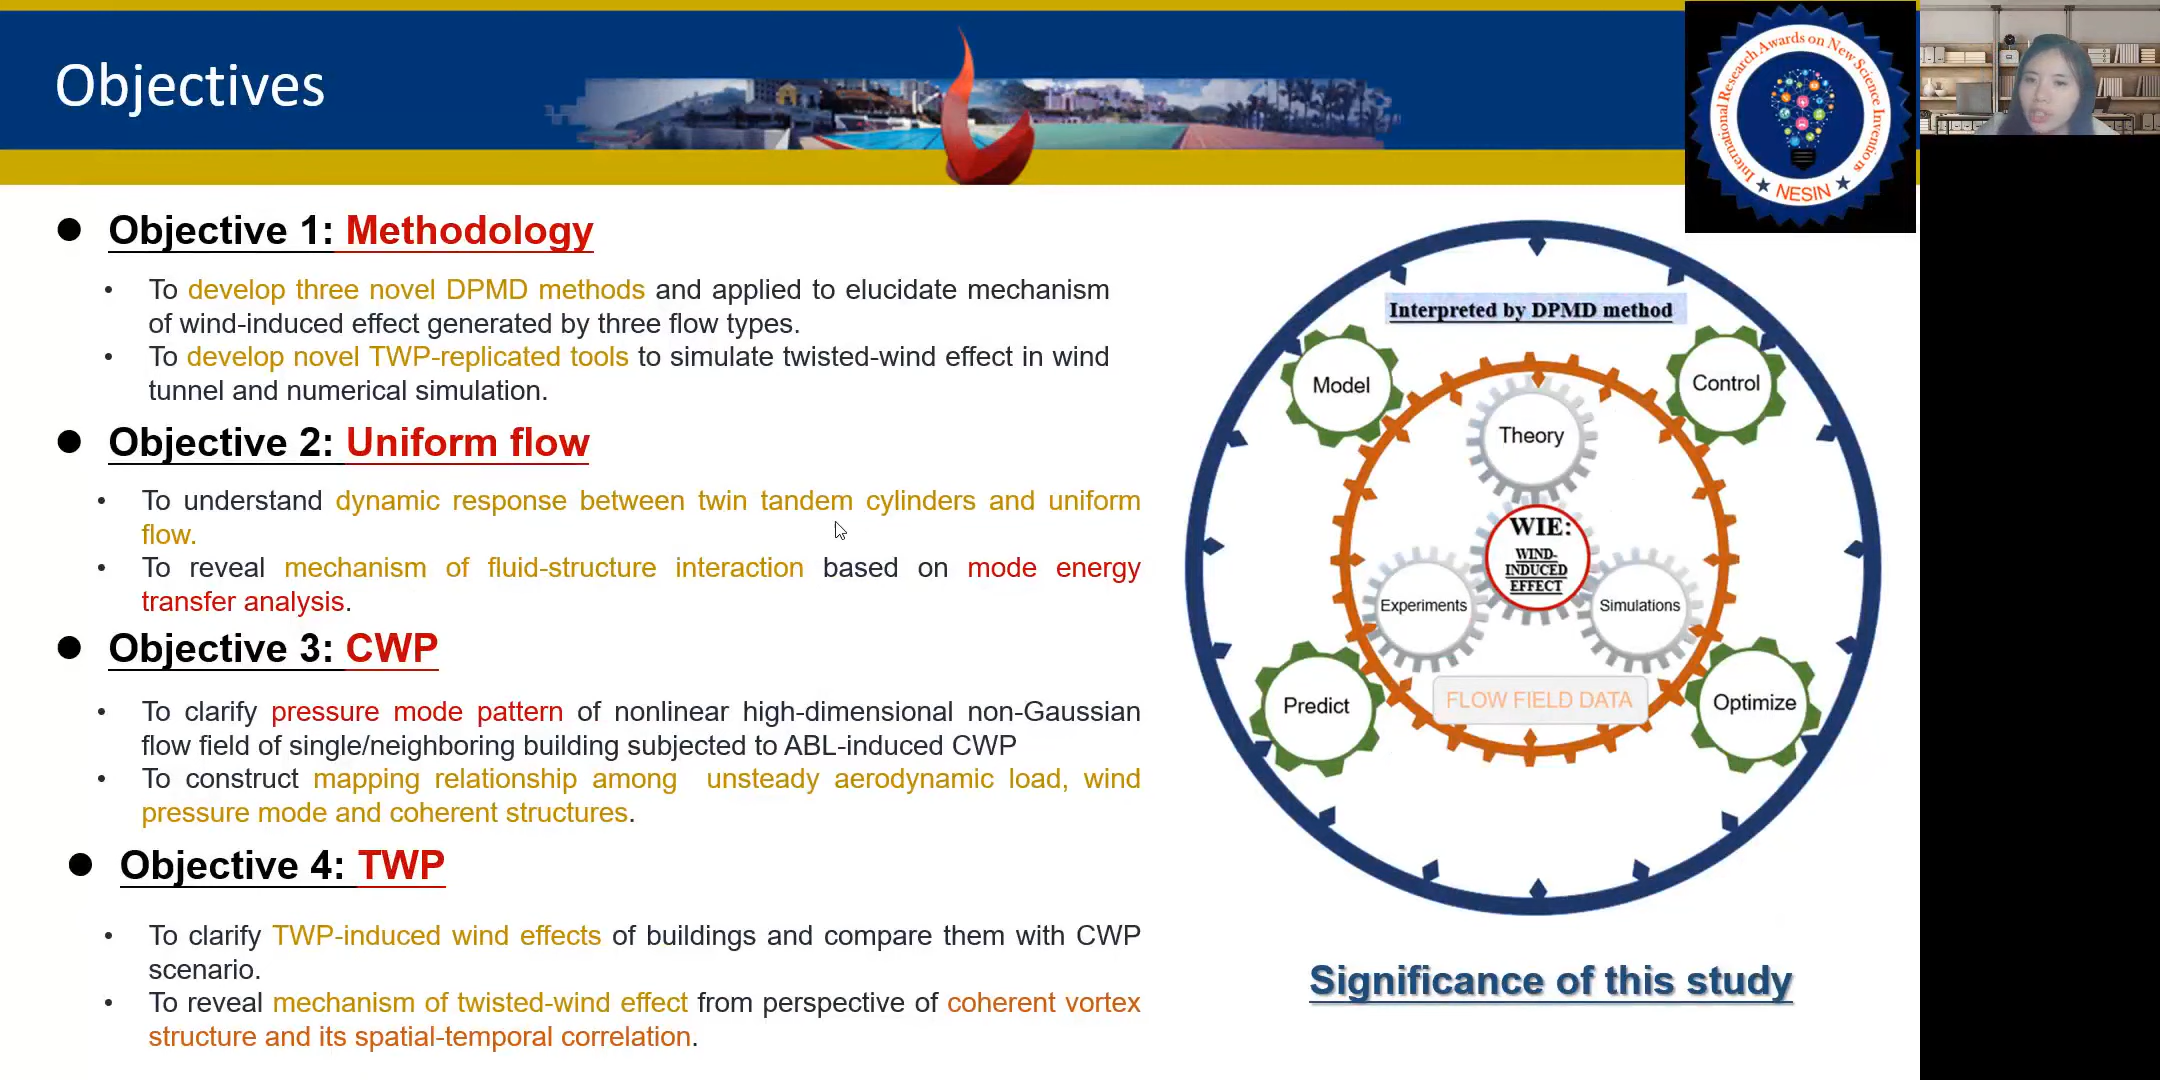 Objectives
International Research Awards on New Science Inventions
NESIN
Objective 1: Methodology
To develop three novel DPMD methods and applied to elucidate mechanism
of wind-induced effect generated by three flow types.
To develop novel TWP-replicated tools to simulate twisted-wind effect in wind
tunnel and numerical simulation.
Objective 2: Uniform flow
To understand dynamic response between twin tandem cylinders and uniform
flow.
To reveal mechanism of fluid-structure interaction based on mode energy
transfer analysis.
Objective 3: CWP
To clarify pressure mode pattern of nonlinear high-dimensional non-Gaussian
flow field of single/neighboring building subjected to ABL-induced CWP
To construct mapping relationship among unsteady aerodynamic load, wind
pressure mode and coherent structures.
Objective 4: TWP
To clarify TWP-induced wind effects of buildings and compare them with CWP
scenario.
To reveal mechanism of twisted-wind effect from perspective of coherent vortex
structure and its spatial-temporal correlation.
Interpreted by DPMD method
Model
Control
Theory
WIE:
WIND-
INDUCED
EFFECT
Experiments
Simulations
Predict
FLOW FIELD DATA
Optimize
Significance of this study